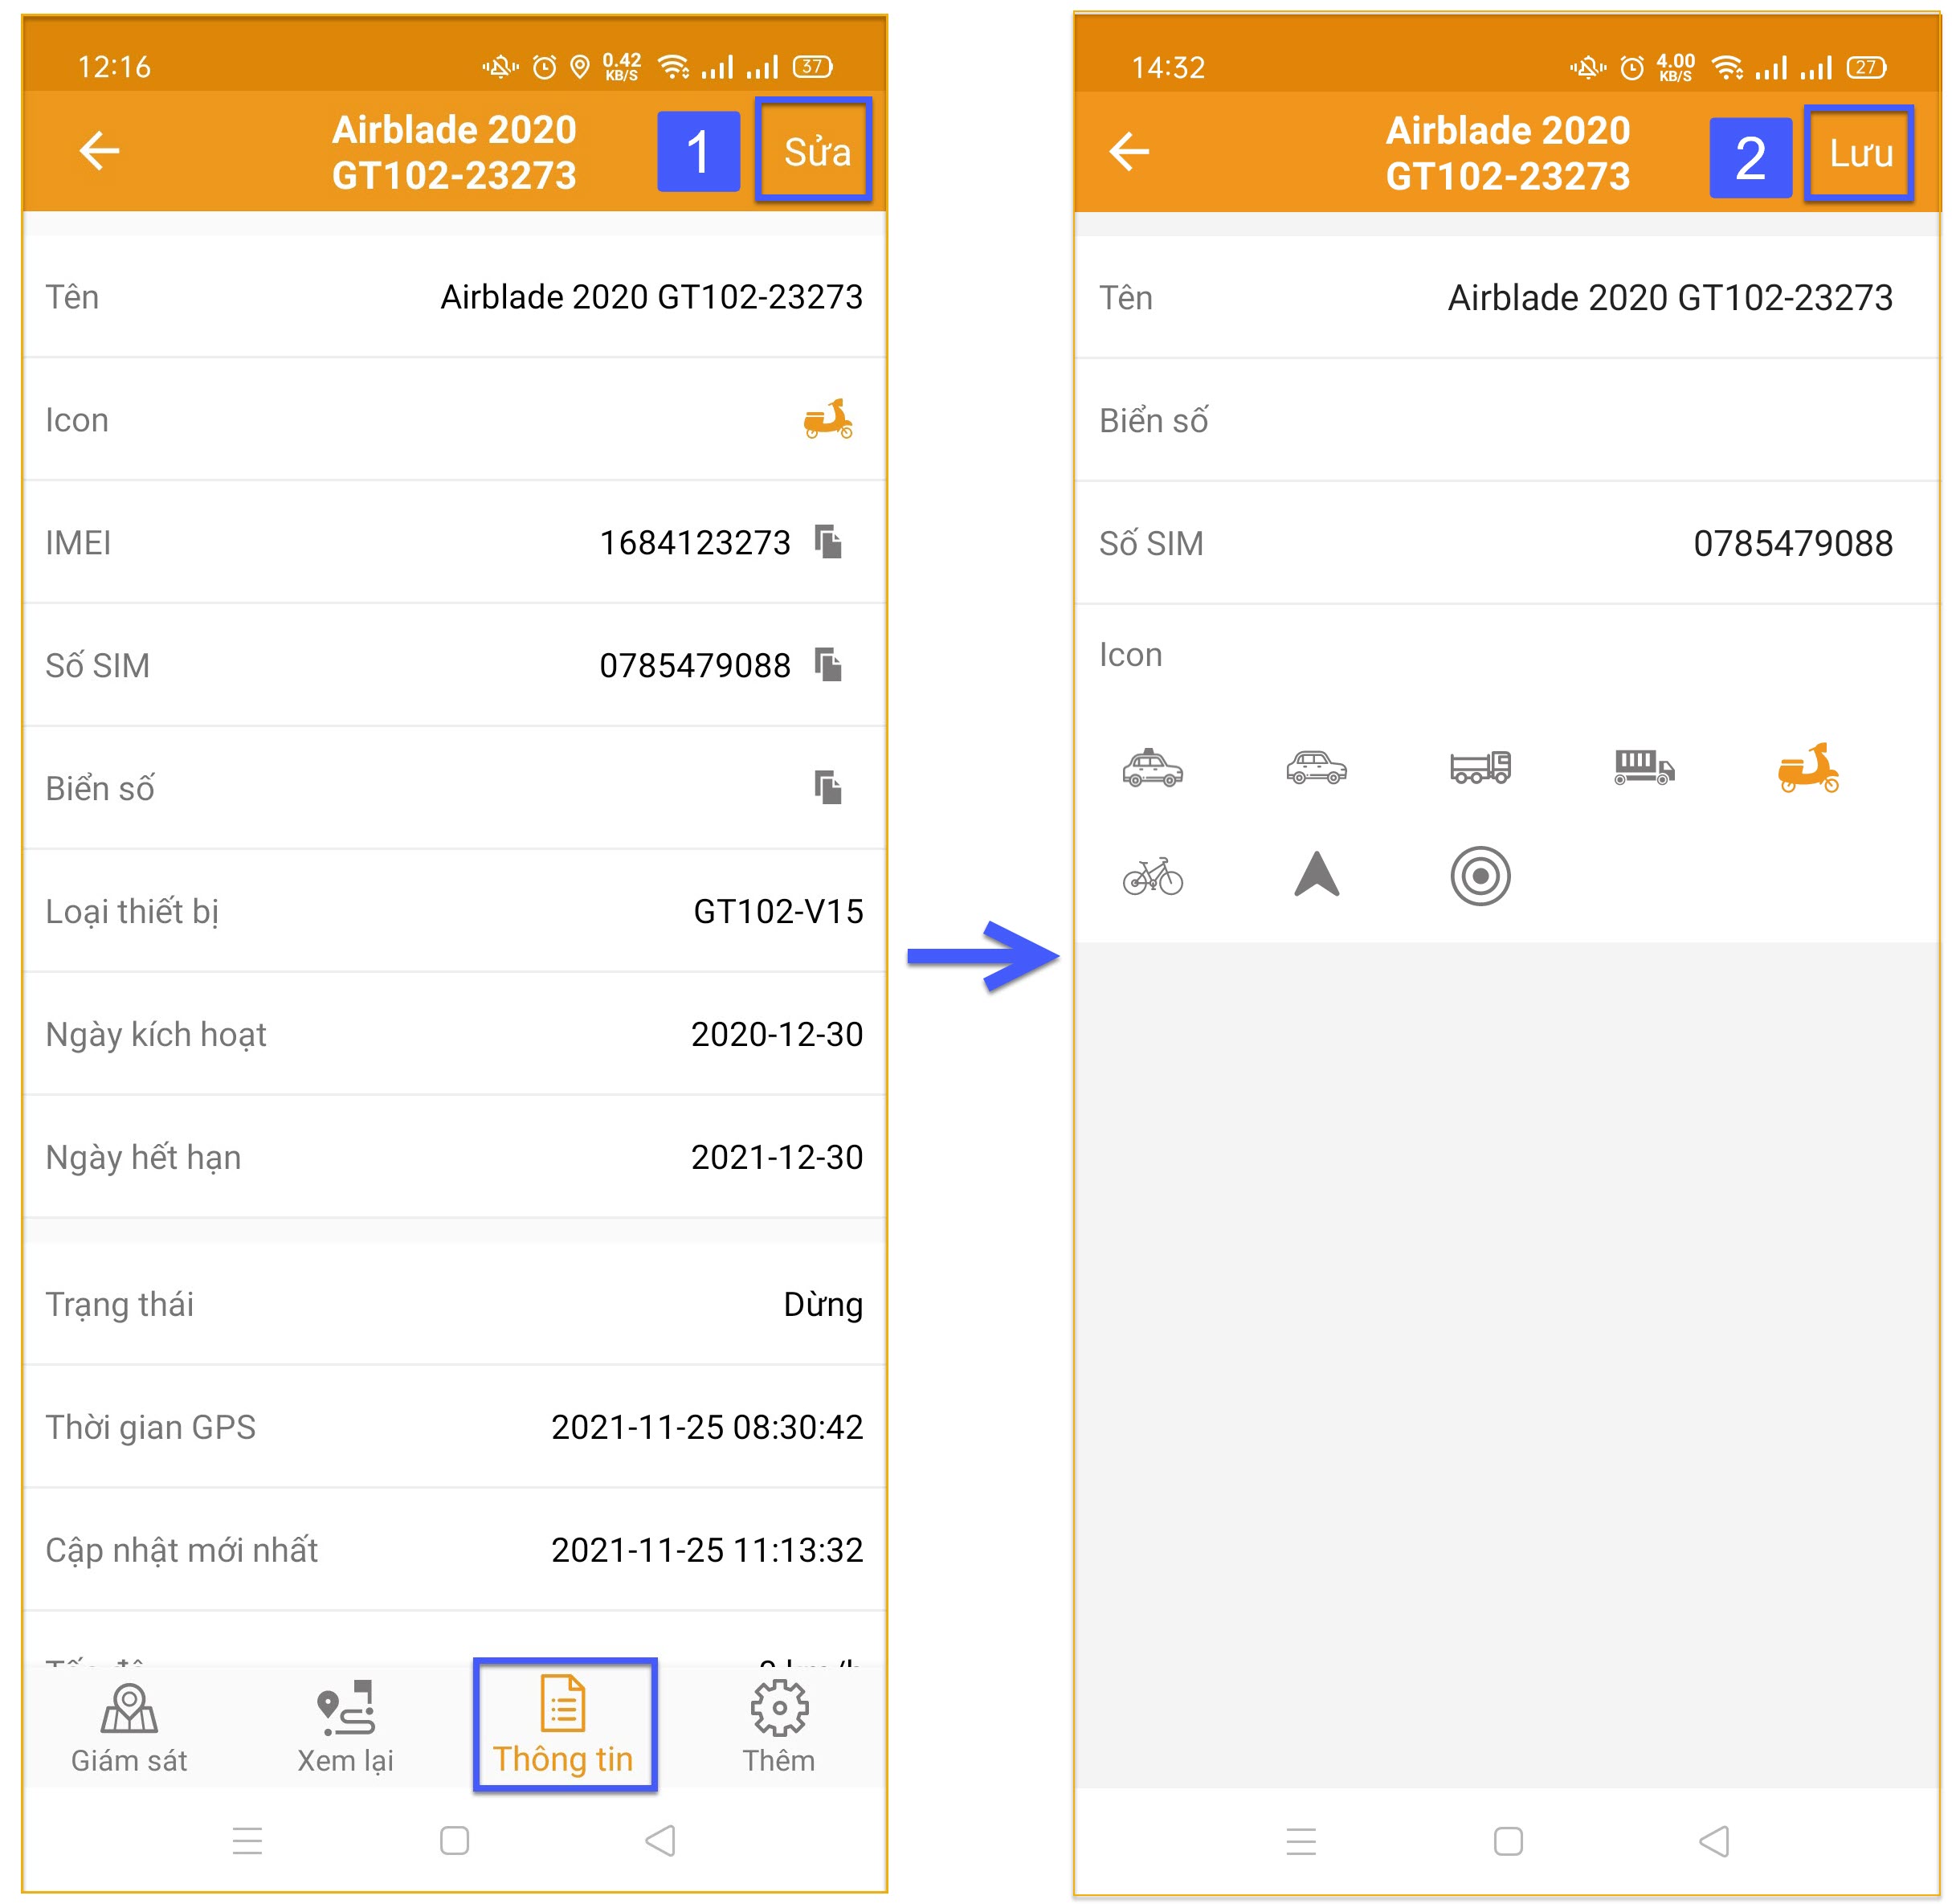 12:16
0.42
KB/S
37
Airblade 2020
GT102-23273
1
Sửa
Tên
Airblade 2020 GT102-23273
Icon
IMEI
1684123273
Số SIM
0785479088
Biển số
Loại thiết bị
GT102-V15
Ngày kích hoạt
2020-12-30
Ngày hết hạn
2021-12-30
Trạng thái
Dừng
Thời gian GPS
2021-11-25 08:30:42
Cập nhật mới nhất
2021-11-25 11:13:32
Giám sát
Xem lại
Thông tin
Thêm
14:32
4.00
KB/S
27
Airblade 2020
GT102-23273
2
Lưu
Tên
Airblade 2020 GT102-23273
Biển số
Số SIM
0785479088
Icon